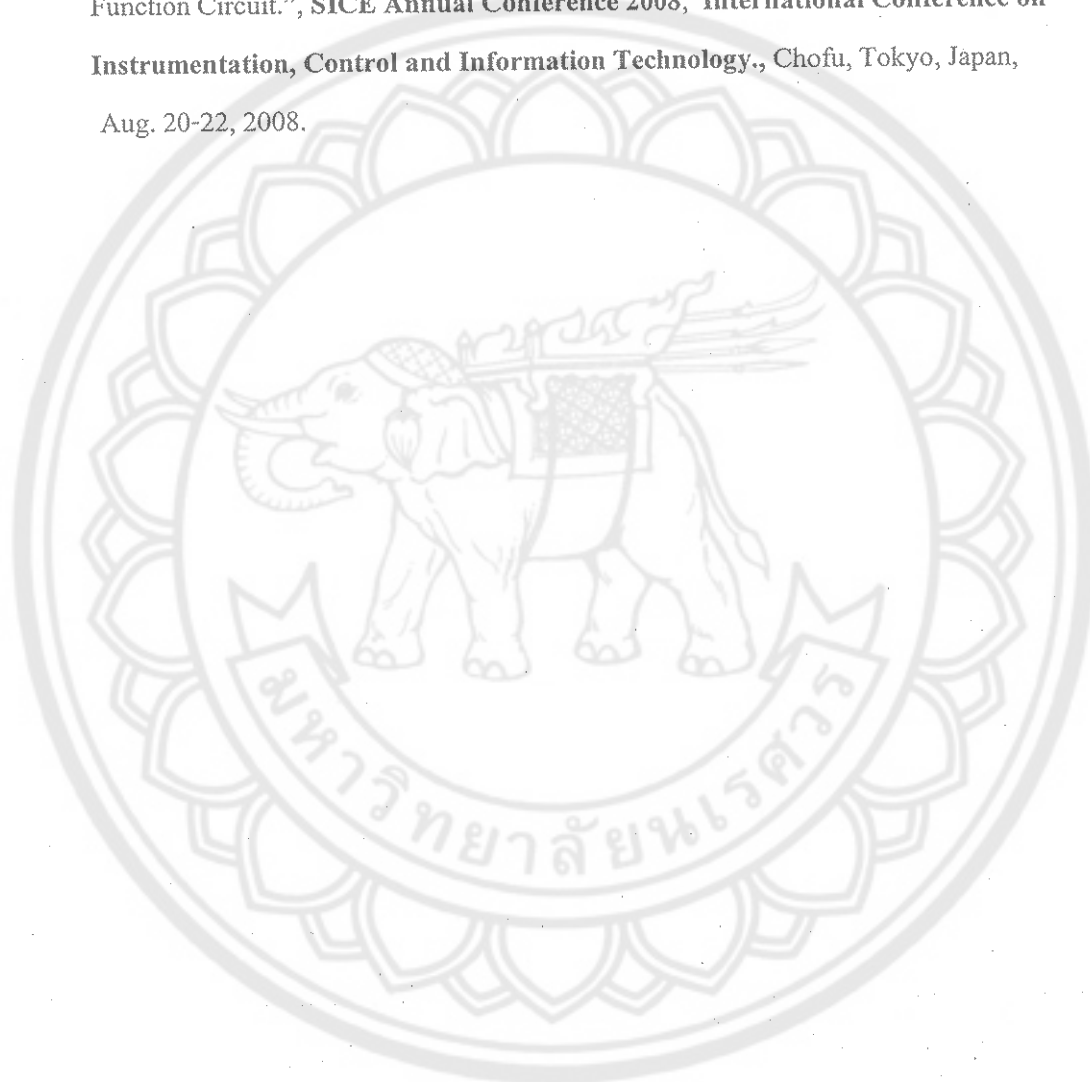 Function Circuit.", SICE Annual Conference 2008, International Conference on
Instrumentation, Control and Information Technology., Chofu, Tokyo, Japan,
Aug. 20-22, 2008.
มหาวิทยาลัยนเรศวร